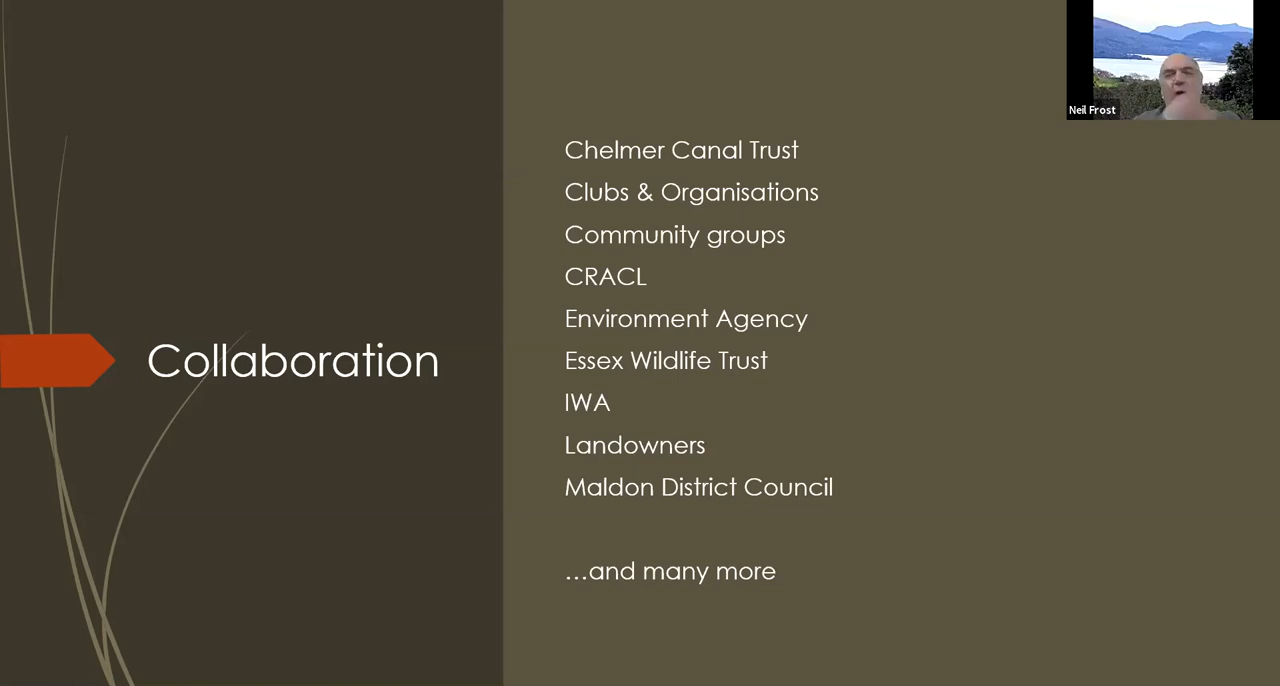 Neil Frost
Collaboration
Chelmer Canal Trust
Clubs & Organisations
Community groups
CRACL
Environment Agency
Essex Wildlife Trust
IWA
Landowners
Maldon District Council
…and many more